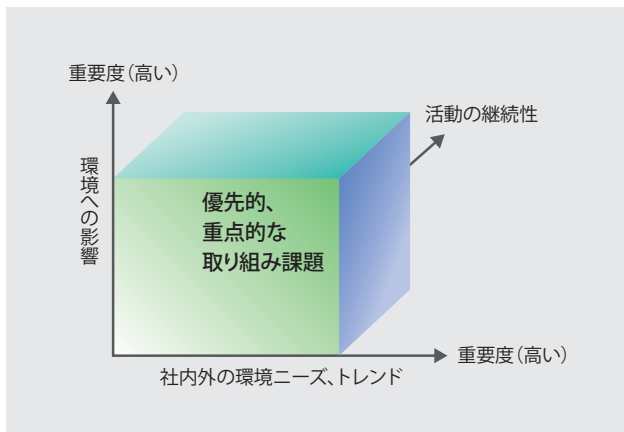 重要度（高い）
活動の継続性
環境への影響
優先的、
重点的な
取り組み課題
重要度（高い）
社内外の環境ニーズ、トレンド